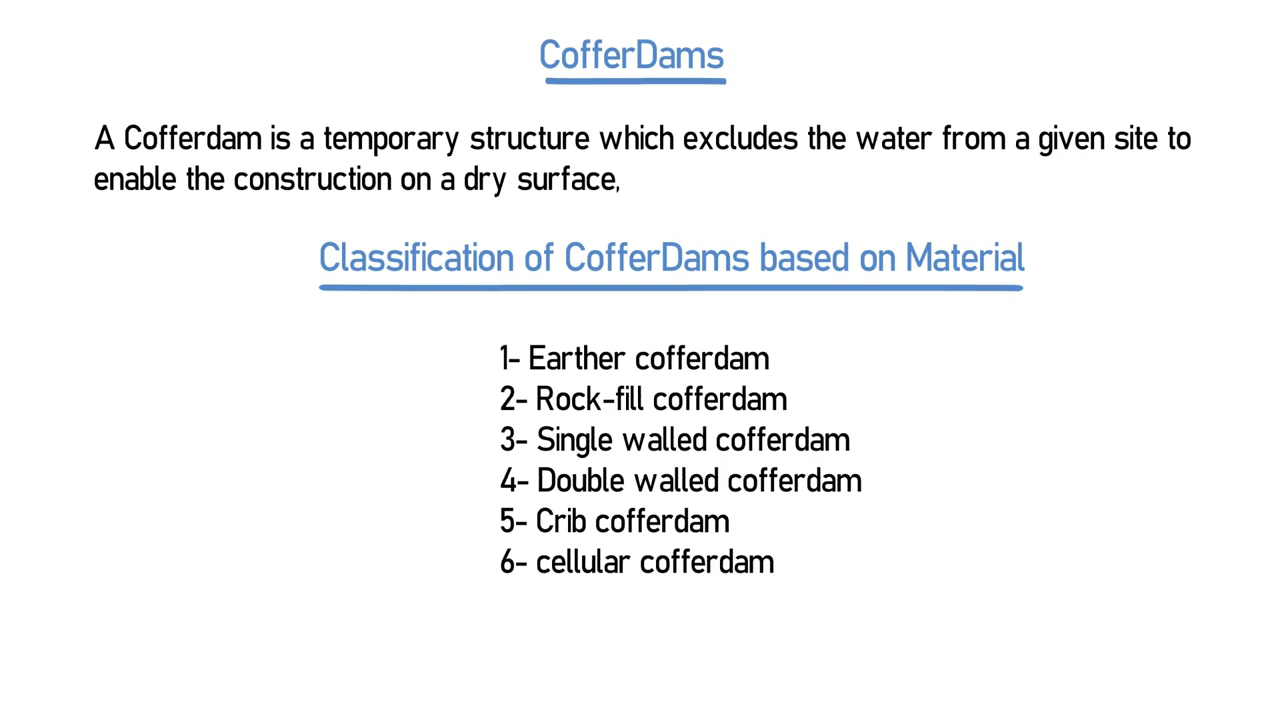 CofferDams
A Cofferdam is a temporary structure which excludes the water from a given site to
enable the construction on a dry surface,
Classification of CofferDams based on Material
1- Earther cofferdam
2- Rock-fill cofferdam
3- Single walled cofferdam
4- Double walled cofferdam
5- Crib cofferdam
6- cellular cofferdam